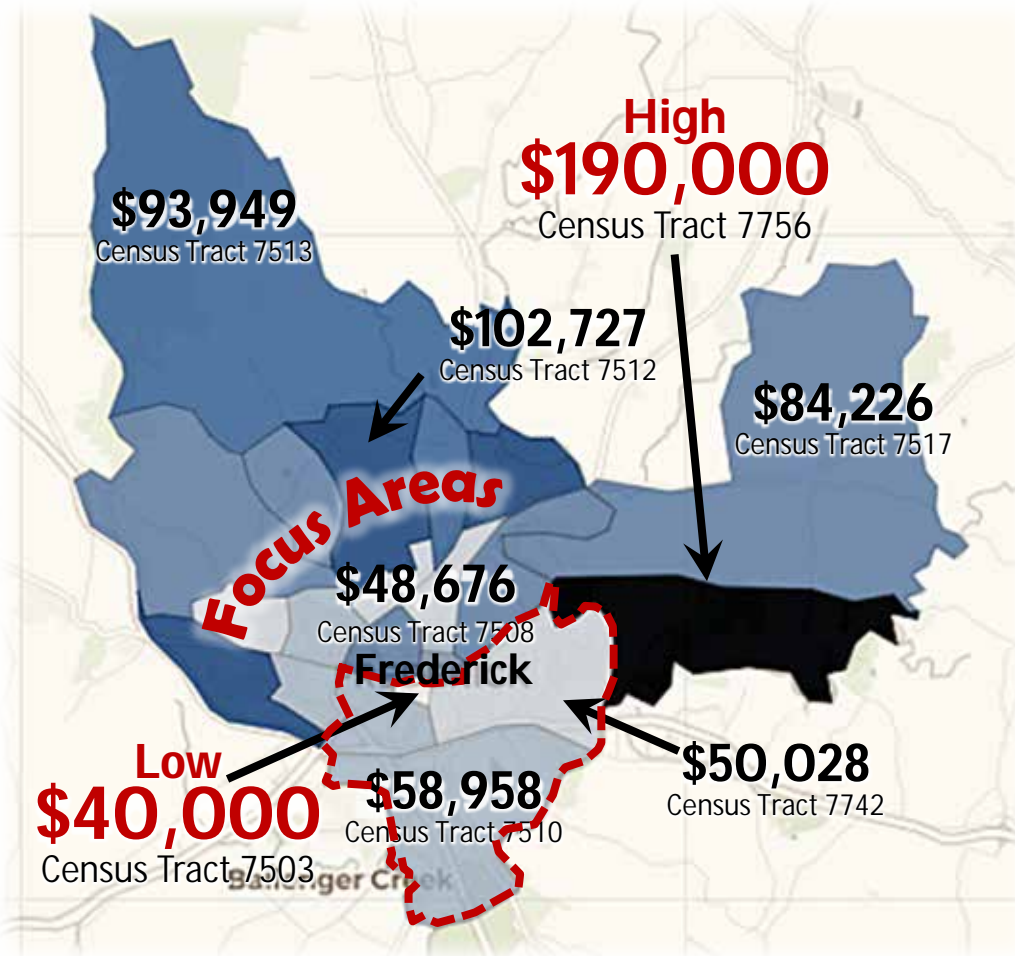 High
$190,000
Census Tract 7756
$93,949
Census Tract 7513
$102,727
Census Tract 7512
$84,226
Census Tract 7517
Focus Areas
$48,676
Census Tract 7508
Frederick
Low
$40,000
Census Tract 7503
$58,958
Census Tract 7510
$50,028
Census Tract 7742
Ballenger Creek